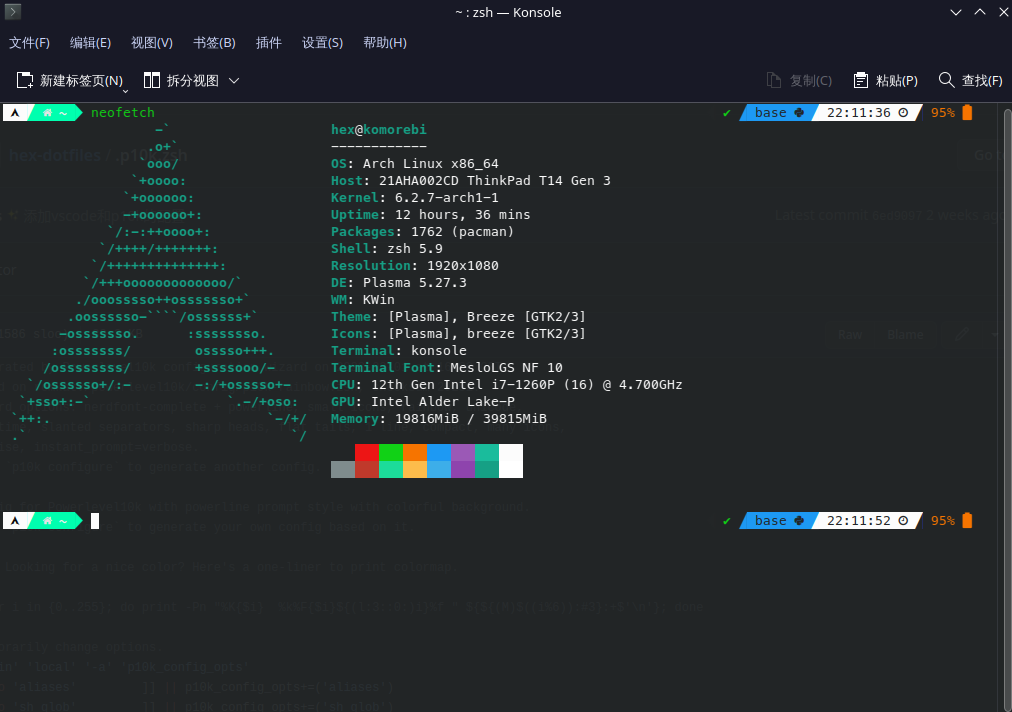 ~ : zsh — Konsole
文件(F) 编辑(E) 视图(V) 书签(B) 插件 设置(S) 帮助(H)
新建标签页(N) 拆分视图 复制(C) 粘贴(P) 查找(F)
~ neofetch ✔ base 22:11:36 95%
hex@komorebi
------------
OS: Arch Linux x86_64
Host: 21AHA002CD ThinkPad T14 Gen 3
Kernel: 6.2.7-arch1-1
Uptime: 12 hours, 36 mins
Packages: 1762 (pacman)
Shell: zsh 5.9
Resolution: 1920x1080
DE: Plasma 5.27.3
WM: KWin
Theme: [Plasma], Breeze [GTK2/3]
Icons: [Plasma], breeze [GTK2/3]
Terminal: konsole
Terminal Font: MesloLGS NF 10
CPU: 12th Gen Intel i7-1260P (16) @ 4.700GHz
GPU: Intel Alder Lake-P
Memory: 19816MiB / 39815MiB
~ ✔ base 22:11:52 95%
hex-dotfiles / .p10k.zsh
Raw Blame